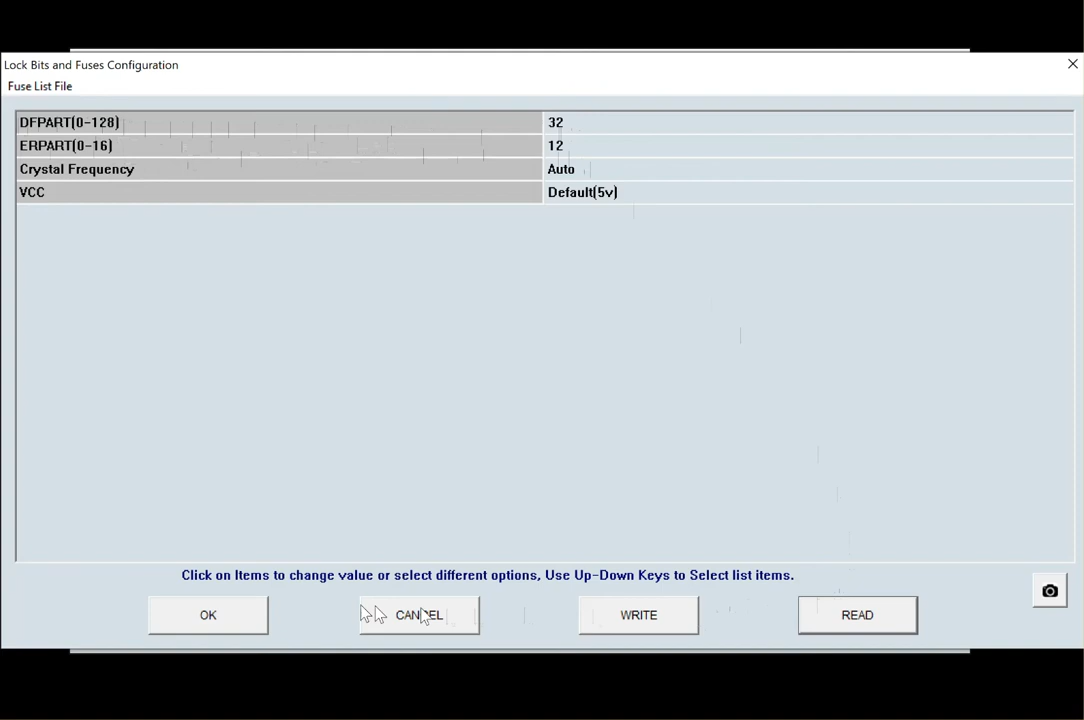 Lock Bits and Fuses Configuration
Fuse List File
DFPART(0-128) 32
ERPART(0-16) 12
Crystal Frequency Auto
VCC Default(5v)
Click on Items to change value or select different options, Use Up-Down Keys to Select list items.
OK CANCEL WRITE READ